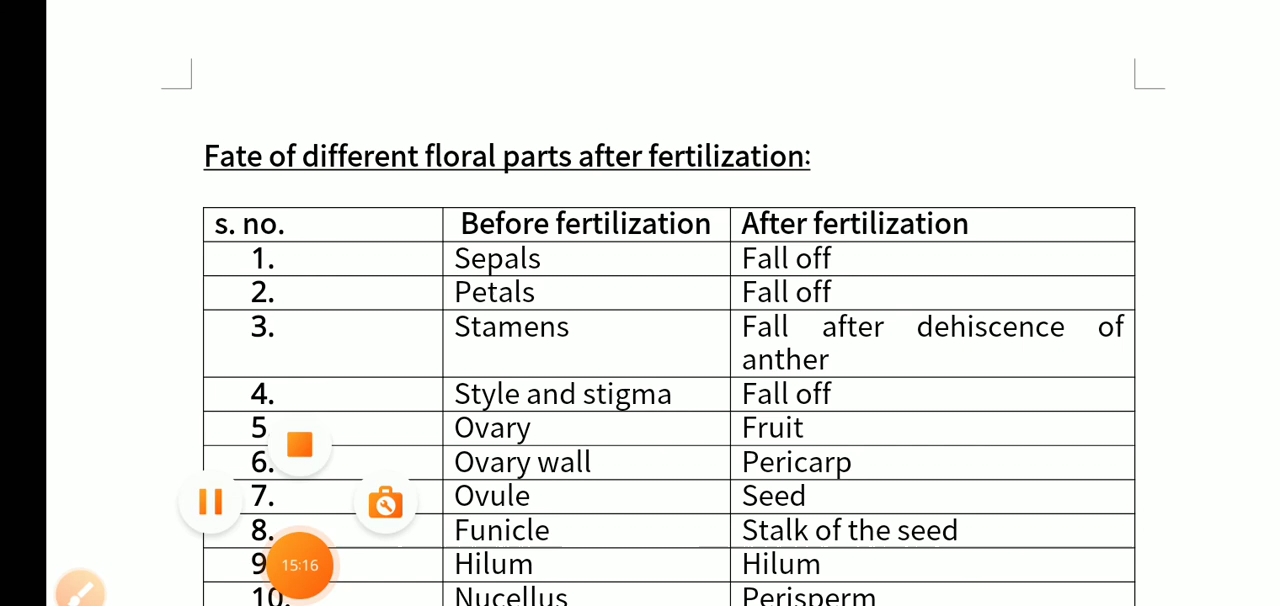 Fate of different floral parts after fertilization:
s. no. Before fertilization After fertilization
1. Sepals Fall off
2. Petals Fall off
3. Stamens Fall after dehiscence of
anther
4. Style and stigma Fall off
5 Ovary Fruit
6. Ovary wall Pericarp
7. Ovule Seed
8. Funicle Stalk of the seed
9 Hilum Hilum
15:16
10. Nucellus Perisperm